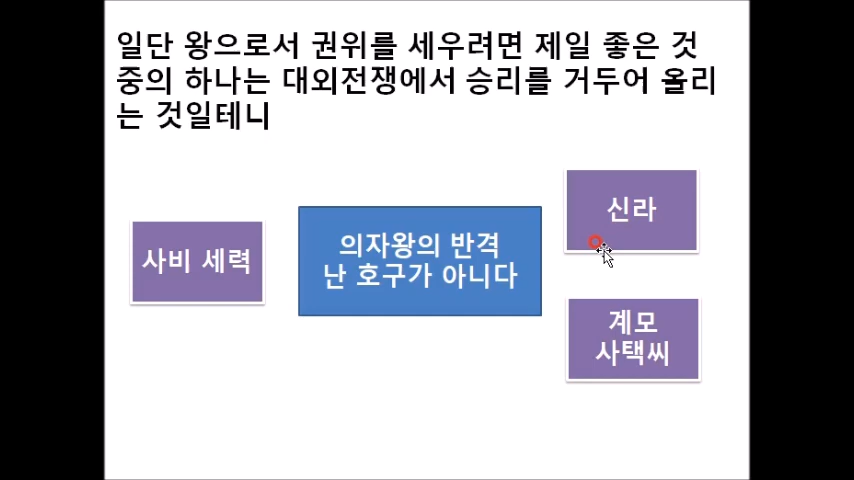 일단 왕으로서 권위를 세우려면 제일 좋은 것
중의 하나는 대외전쟁에서 승리를 거두어 올리
는 것일테니
사비 세력
의자왕의 반격
난 호구가 아니다
신라
계모
사택씨